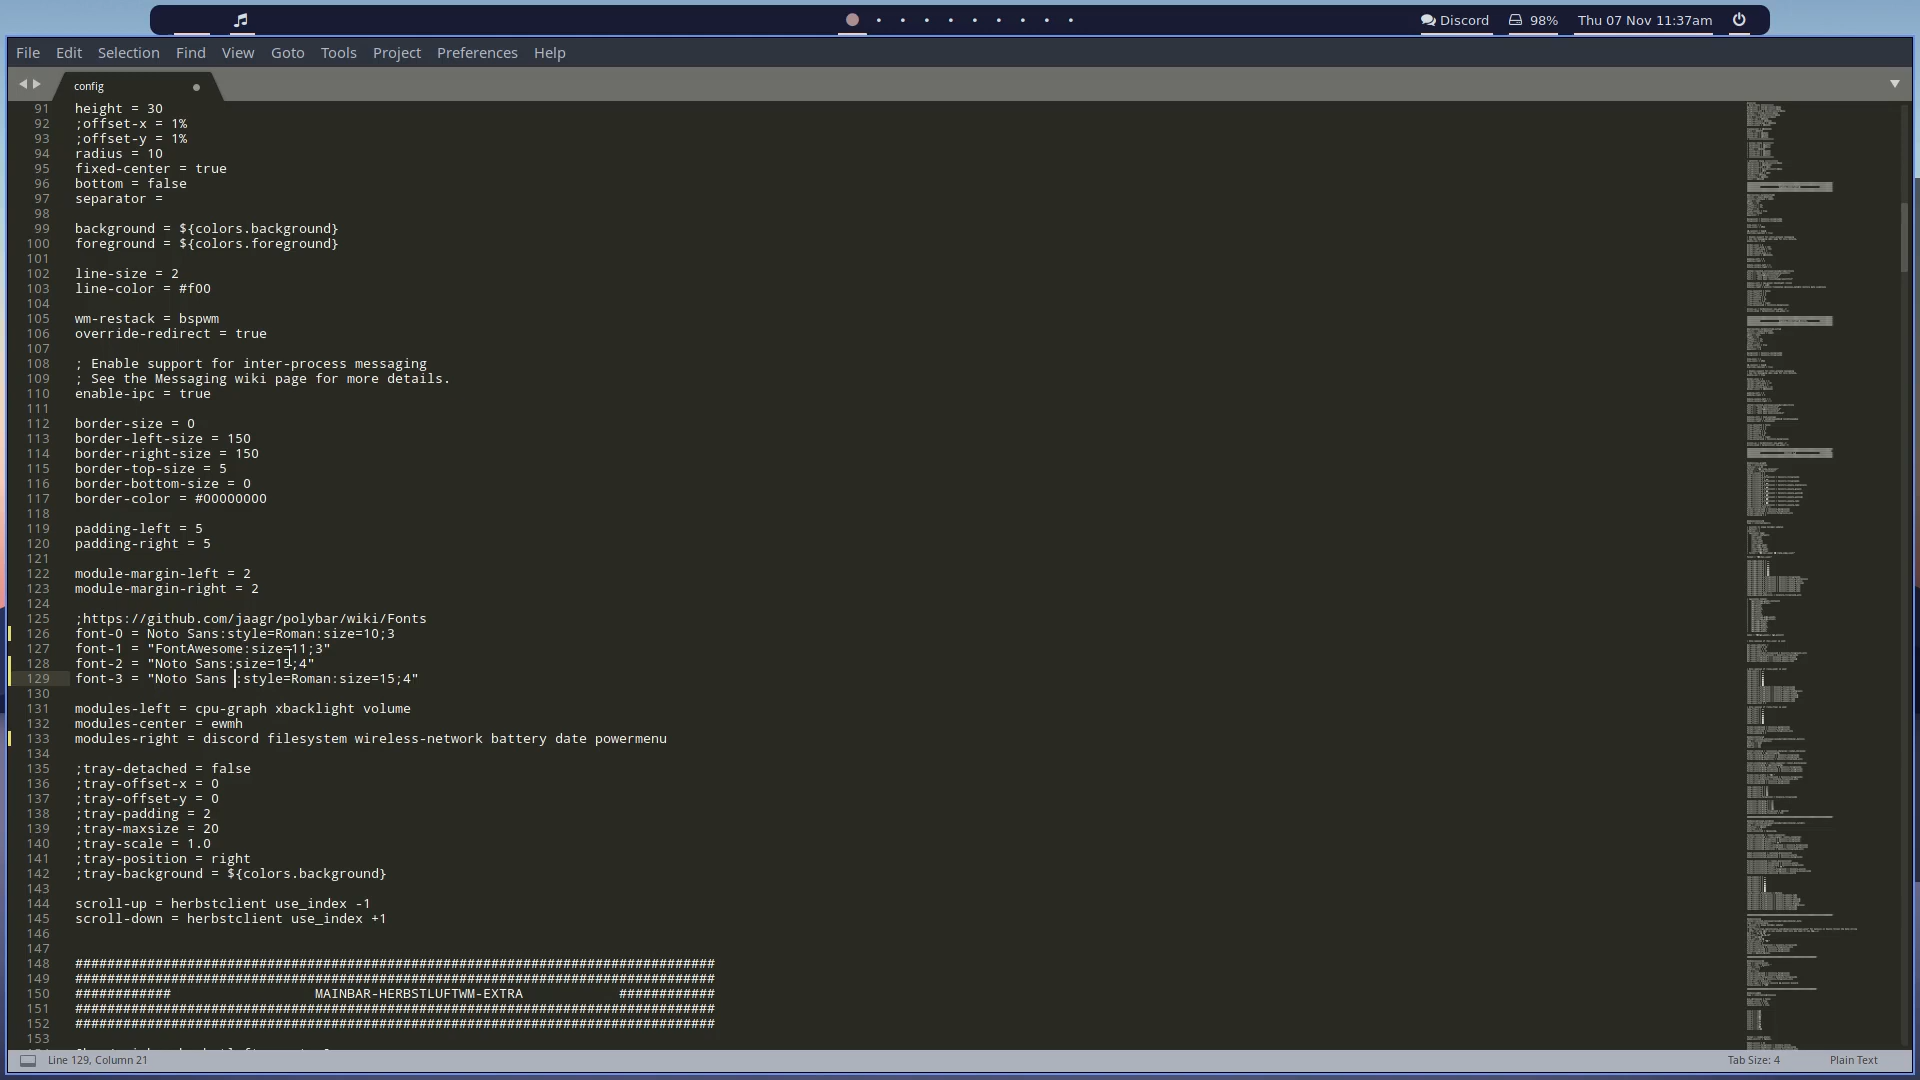 Discord
98%
Thu 07 Nov 11:37am
File Edit Selection Find View Goto Tools Project Preferences Help
config
91 height = 30
92 ;offset-x = 1%
93 ;offset-y = 1%
94 radius = 10
95 fixed-center = true
96 bottom = false
97 separator =
98
99 background = ${colors.background}
100 foreground = ${colors.foreground}
101
102 line-size = 2
103 line-color = #f00
104
105 wm-restack = bspwm
106 override-redirect = true
107
108 ; Enable support for inter-process messaging
109 ; See the Messaging wiki page for more details.
110 enable-ipc = true
111
112 border-size = 0
113 border-left-size = 150
114 border-right-size = 150
115 border-top-size = 5
116 border-bottom-size = 0
117 border-color = #00000000
118
119 padding-left = 5
120 padding-right = 5
121
122 module-margin-left = 2
123 module-margin-right = 2
124
125 ;https://github.com/jaagr/polybar/wiki/Fonts
126 font-0 = Noto Sans:style=Roman:size=10;3
127 font-1 = "FontAwesome:size=11;3"
128 font-2 = "Noto Sans:size=15;4"
129 font-3 = "Noto Sans :style=Roman:size=15;4"
130
131 modules-left = cpu-graph xbacklight volume
132 modules-center = ewmh
133 modules-right = discord filesystem wireless-network battery date powermenu
134
135 ;tray-detached = false
136 ;tray-offset-x = 0
137 ;tray-offset-y = 0
138 ;tray-padding = 2
139 ;tray-maxsize = 20
140 ;tray-scale = 1.0
141 ;tray-position = right
142 ;tray-background = ${colors.background}
143
144 scroll-up = herbstclient use_index -1
145 scroll-down = herbstclient use_index +1
146
147
148 ################################################################################
149 ################################################################################
150 ############                  MAINBAR-HERBSTLUFTWM-EXTRA            ############
151 ################################################################################
152 ################################################################################
153
Line 129, Column 21
Tab Size: 4
Plain Text